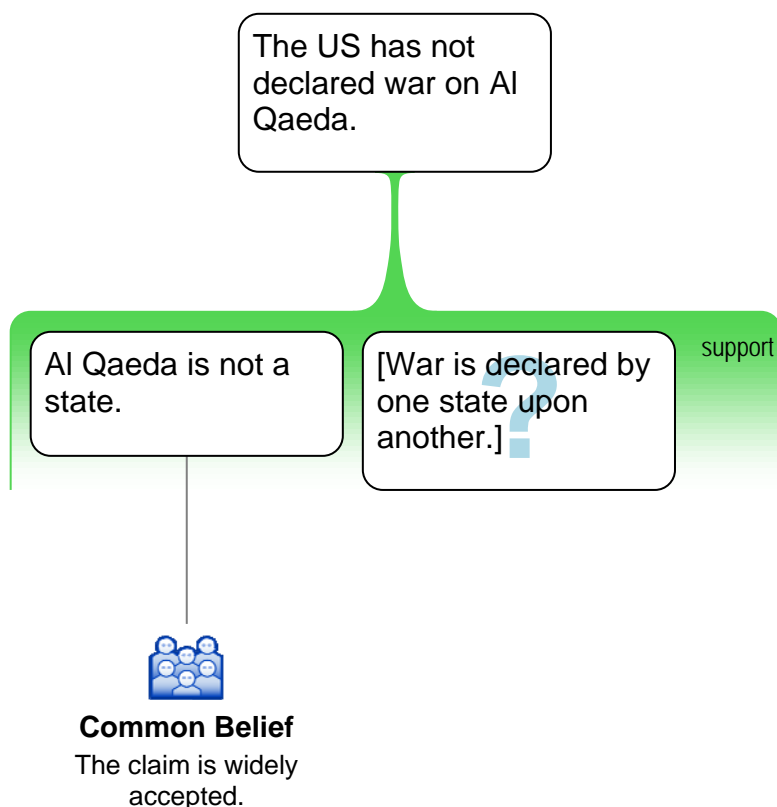 The US has not
declared war on Al
Qaeda.
support
Al Qaeda is not a
state.
[War is declared by
one state upon
another.]
?
Common Belief
The claim is widely
accepted.